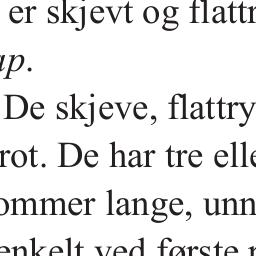 er skjevt og flattr
ap.
De skjeve, flattry
rot. De har tre elle
ommer lange, unn
enkelt ved første